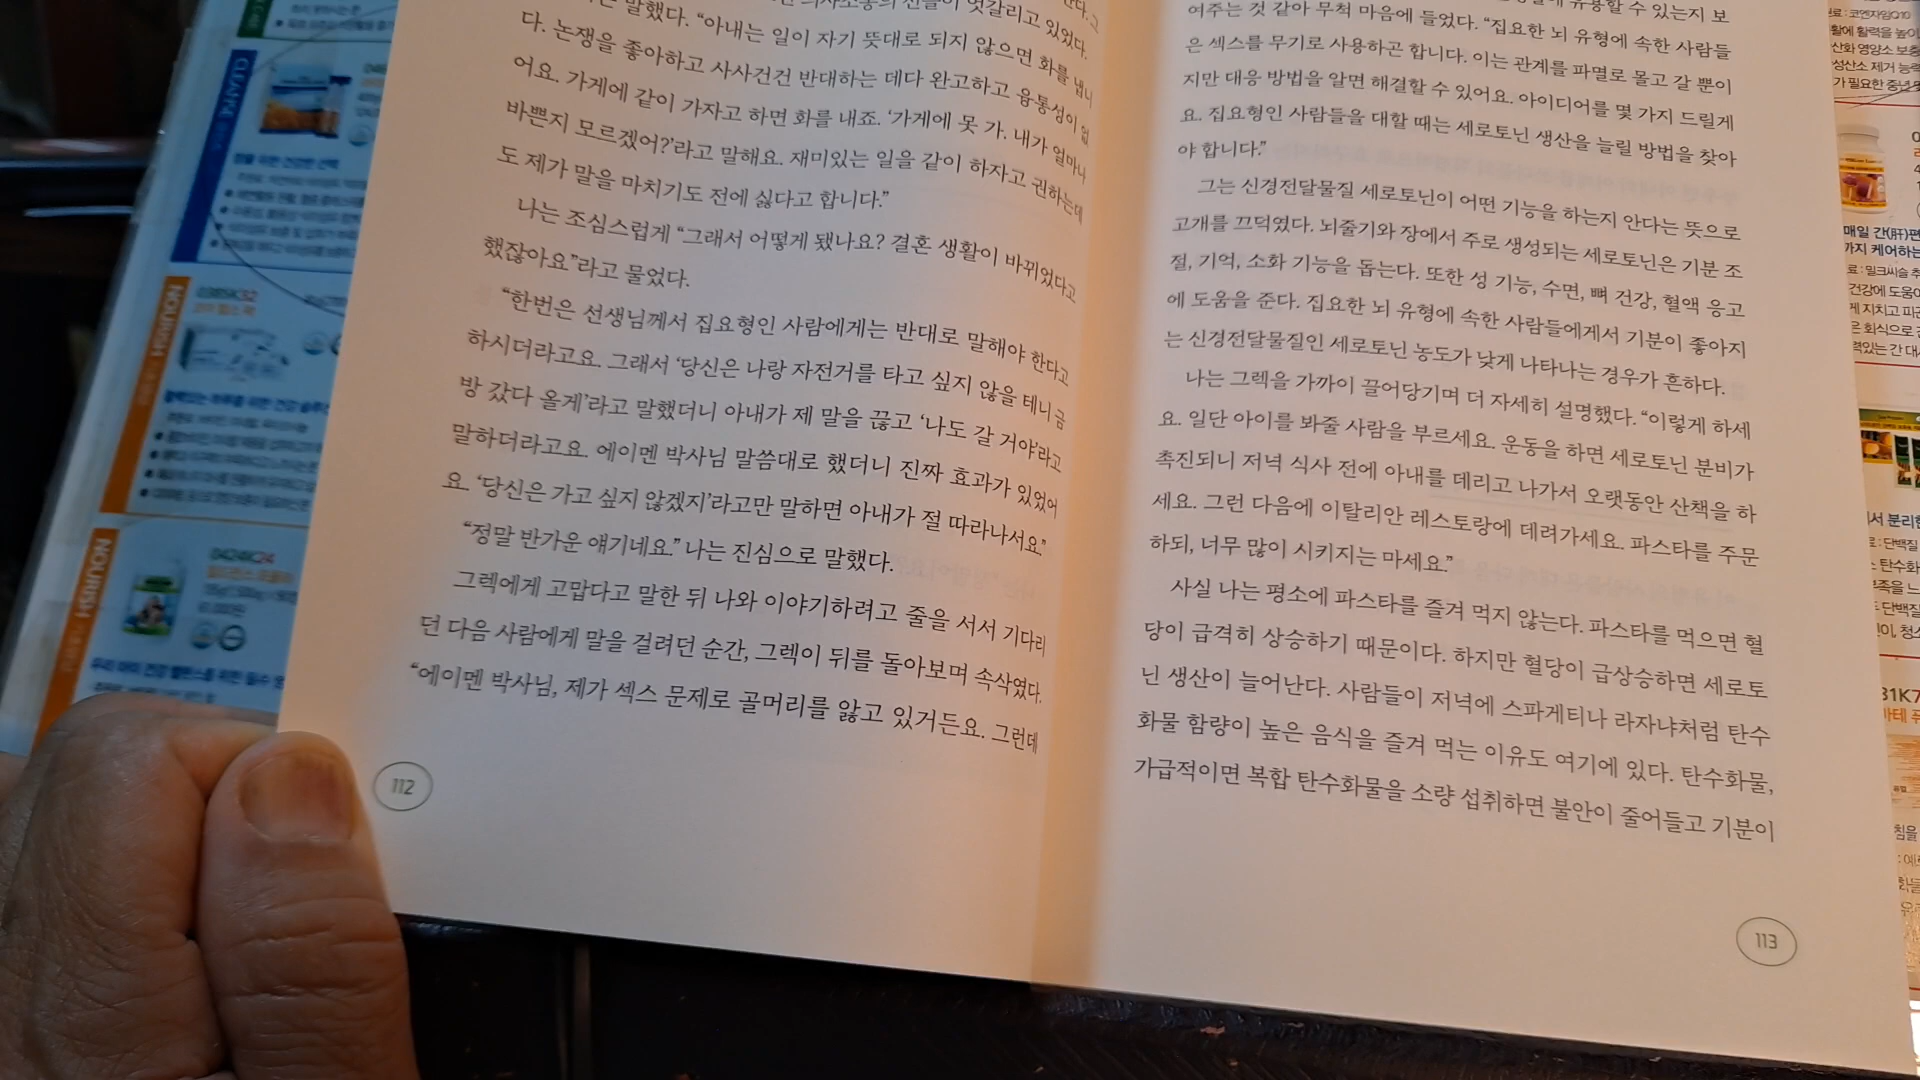 말했다. “아내는 일이 자기 뜻대로 되지 않으면 화를 냅니
다. 논쟁을 좋아하고 사사건건 반대하는 데다 완고하고 융통성이 없
어요. 가게에 같이 가자고 하면 화를 내죠. ‘가게에 못 가. 내가 얼마나
바쁜지 모르겠어?’라고 말해요. 재미있는 일을 같이 하자고 권하는데
도 제가 말을 마치기도 전에 싫다고 합니다.”
나는 조심스럽게 “그래서 어떻게 됐나요? 결혼 생활이 바뀌었다고
했잖아요”라고 물었다.
“한번은 선생님께서 집요형인 사람에게는 반대로 말해야 한다고
하시더라고요. 그래서 ‘당신은 나랑 자전거를 타고 싶지 않을 테니 금
방 갔다 올게’라고 말했더니 아내가 제 말을 끊고 ‘나도 갈 거야’라고
말하더라고요. 에이멘 박사님 말씀대로 했더니 진짜 효과가 있었어
요. ‘당신은 가고 싶지 않겠지’라고만 말하면 아내가 절 따라나서요.”
“정말 반가운 얘기네요.” 나는 진심으로 말했다.
그렉에게 고맙다고 말한 뒤 나와 이야기하려고 줄을 서서 기다리
던 다음 사람에게 말을 걸려던 순간, 그렉이 뒤를 돌아보며 속삭였다.
“에이멘 박사님, 제가 섹스 문제로 골머리를 앓고 있거든요. 그런데
112
유용할 수 있는지 보
여주는 것 같아 무척 마음에 들었다. “집요한 뇌 유형에 속한 사람들
은 섹스를 무기로 사용하곤 합니다. 이는 관계를 파멸로 몰고 갈 뿐이
지만 대응 방법을 알면 해결할 수 있어요. 아이디어를 몇 가지 드릴게
요. 집요형인 사람들을 대할 때는 세로토닌 생산을 늘릴 방법을 찾아
야 합니다.”
그는 신경전달물질 세로토닌이 어떤 기능을 하는지 안다는 뜻으로
고개를 끄덕였다. 뇌줄기와 장에서 주로 생성되는 세로토닌은 기분 조
절, 기억, 소화 기능을 돕는다. 또한 성 기능, 수면, 뼈 건강, 혈액 응고
에 도움을 준다. 집요한 뇌 유형에 속한 사람들에게서 기분이 좋아지
는 신경전달물질인 세로토닌 농도가 낮게 나타나는 경우가 흔하다.
나는 그렉을 가까이 끌어당기며 더 자세히 설명했다. “이렇게 하세
요. 일단 아이를 봐줄 사람을 부르세요. 운동을 하면 세로토닌 분비가
촉진되니 저녁 식사 전에 아내를 데리고 나가서 오랫동안 산책을 하
세요. 그런 다음에 이탈리안 레스토랑에 데려가세요. 파스타를 주문
하되, 너무 많이 시키지는 마세요.”
사실 나는 평소에 파스타를 즐겨 먹지 않는다. 파스타를 먹으면 혈
당이 급격히 상승하기 때문이다. 하지만 혈당이 급상승하면 세로토
닌 생산이 늘어난다. 사람들이 저녁에 스파게티나 라자냐처럼 탄수
화물 함량이 높은 음식을 즐겨 먹는 이유도 여기에 있다. 탄수화물,
가급적이면 복합 탄수화물을 소량 섭취하면 불안이 줄어들고 기분이
113
CLEANSE
NOURISH
NOURISH
0424K24
코엔자임Q10
매일 간(肝)편
까지 케어하는